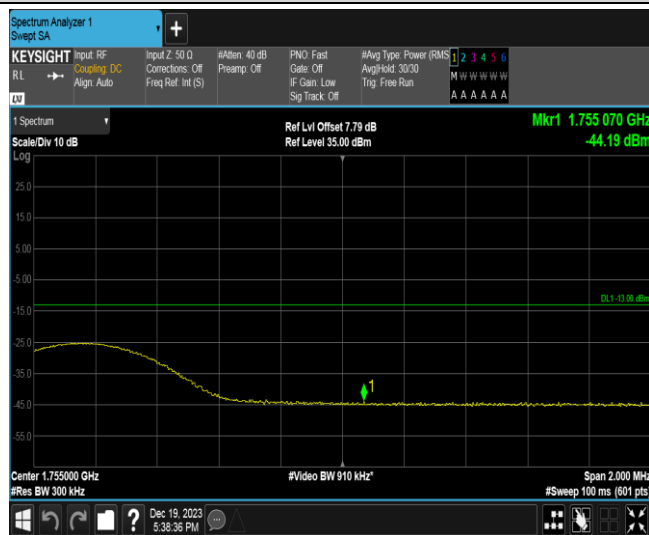 Spectrum Analyzer 1
Swept SA
+
KEYSIGHT
RL
LXI
Input: RF
Coupling: DC
Align: Auto
Input Z: 50 Ω
Corrections: Off
Freq Ref: Int (S)
#Atten: 40 dB
Preamp: Off
PNO: Fast
Gate: Off
IF Gain: Low
Sig Track: Off
#Avg Type: Power (RMS
Avg|Hold: 30/30
Trig: Free Run
1 2 3 4 5 6
M W W W W W
A A A A A A
1 Spectrum
Scale/Div 10 dB
Log
Ref Lvl Offset 7.79 dB
Ref Level 35.00 dBm
Mkr1 1.755 070 GHz
-44.19 dBm
25.0
15.0
5.00
-5.00
DL1 -13.00 dBm
-15.0
-25.0
-35.0
1
-45.0
-55.0
Center 1.755000 GHz
#Video BW 910 kHz*
Span 2.000 MHz
#Res BW 300 kHz
#Sweep 100 ms (601 pts)
?
Dec 19, 2023
5:38:36 PM